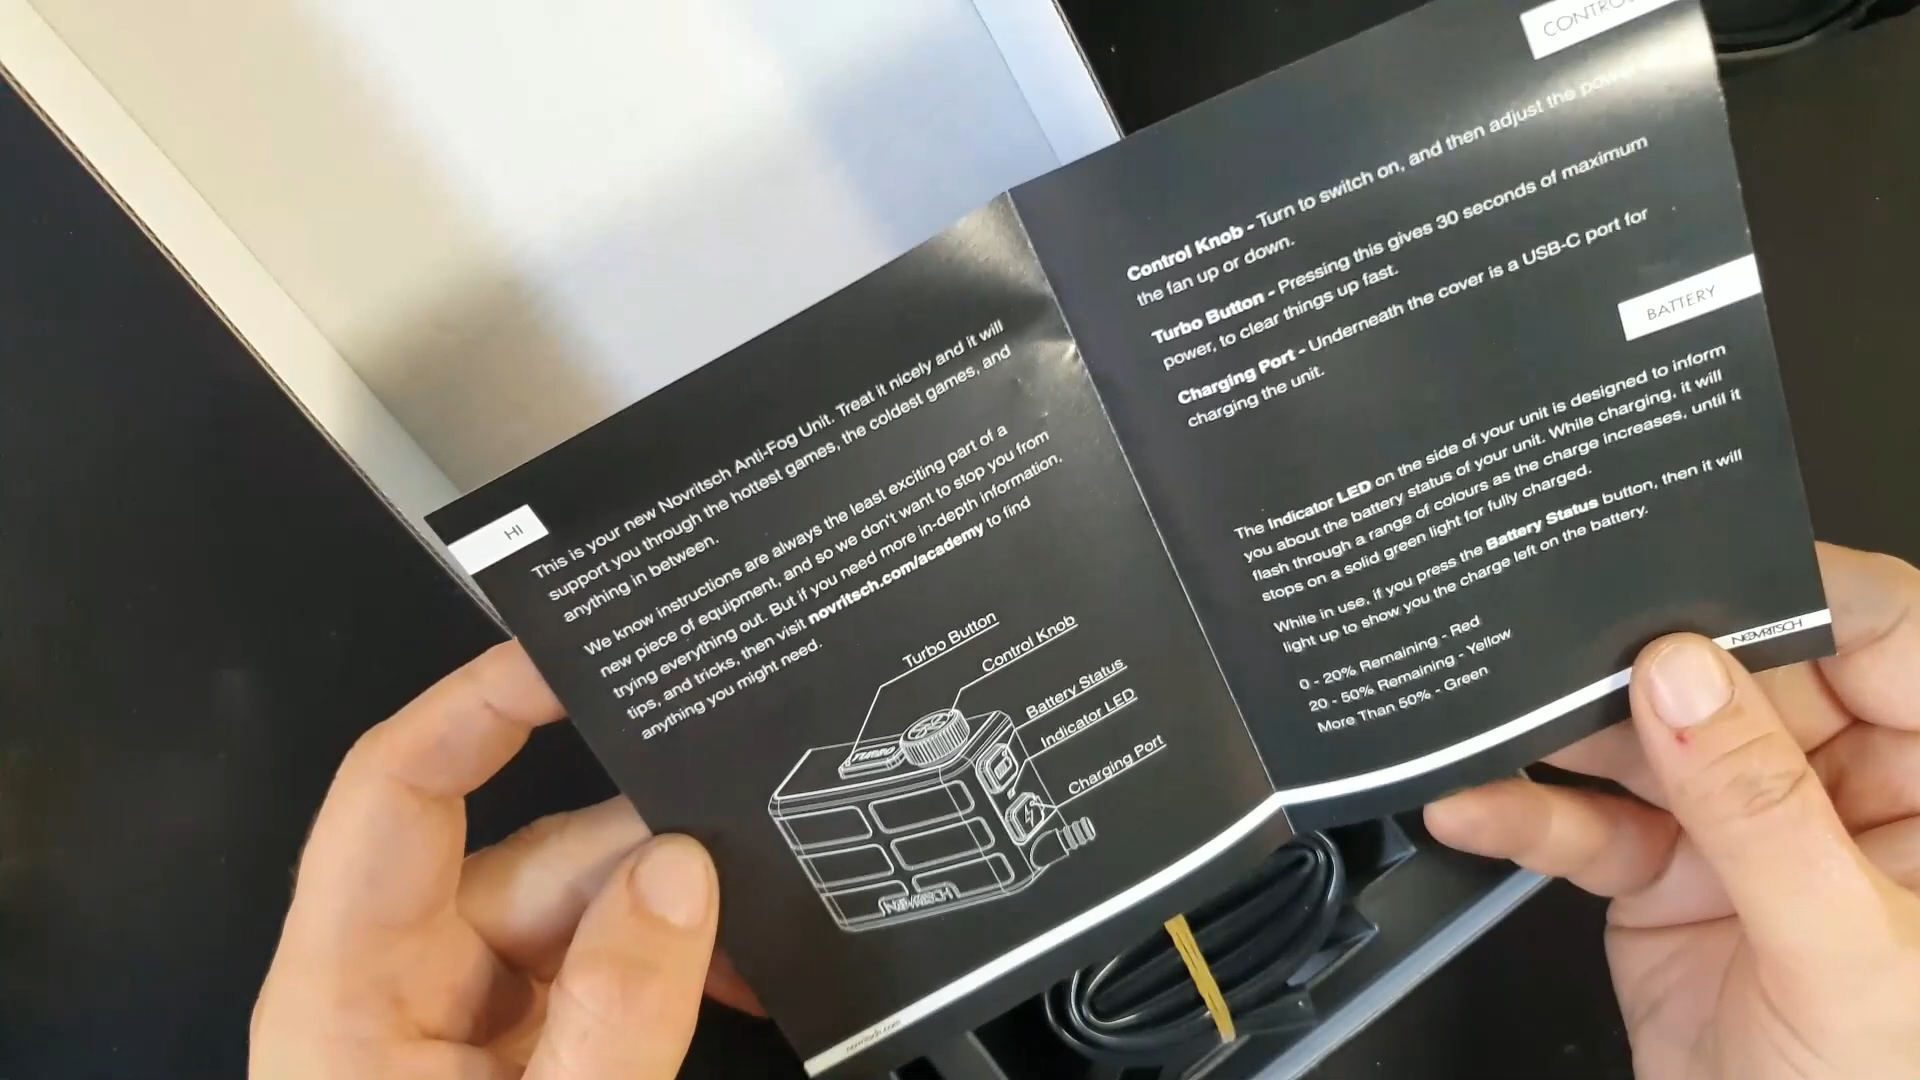 HI
This is your new Novritsch Anti-Fog Unit. Treat it nicely and it will
support you through the hottest games, the coldest games, and
anything in between.
We know instructions are always the least exciting part of a
new piece of equipment, and so we don't want to stop you from
trying everything out. But if you need more in-depth information,
tips, and tricks, then visit novritsch.com/academy to find
anything you might need.
Turbo Button
Control Knob
Battery Status
Indicator LED
Charging Port
TURBO
NOVRITSCH
Control Knob - Turn to switch on, and then adjust the power
the fan up or down.
Turbo Button - Pressing this gives 30 seconds of maximum
power, to clear things up fast.
Charging Port - Underneath the cover is a USB-C port for
charging the unit.
BATTERY
The Indicator LED on the side of your unit is designed to inform
you about the battery status of your unit. While charging, it will
flash through a range of colours as the charge increases, until it
stops on a solid green light for fully charged.
While in use, if you press the Battery Status button, then it will
light up to show you the charge left on the battery.
0 - 20% Remaining - Red
20 - 50% Remaining - Yellow
More Than 50% - Green
NOVRITSCH